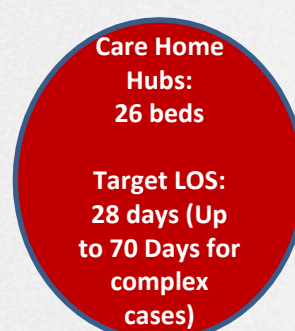 Care Home
Hubs:
26 beds
Target LOS:
28 days (Up
to 70 Days for
complex
cases)